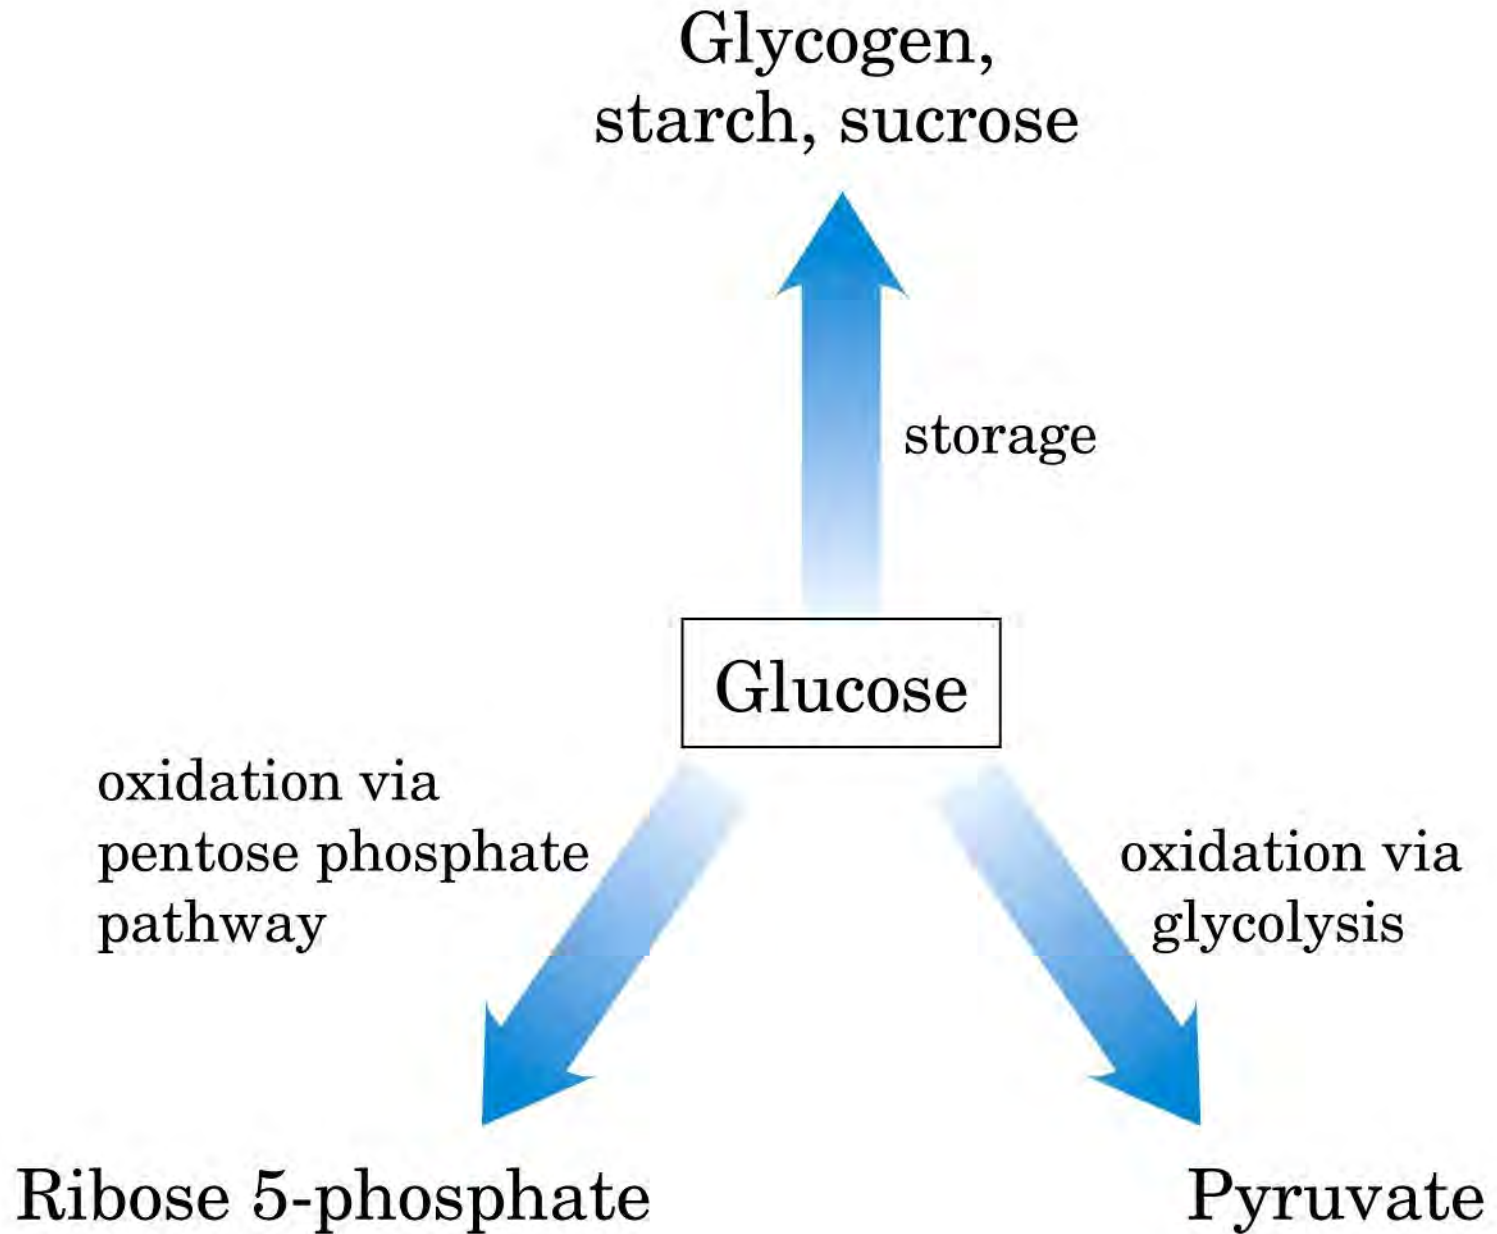 Glycogen,
starch, sucrose
storage
Glucose
oxidation via
pentose phosphate
pathway
oxidation via
glycolysis
Ribose 5-phosphate
Pyruvate